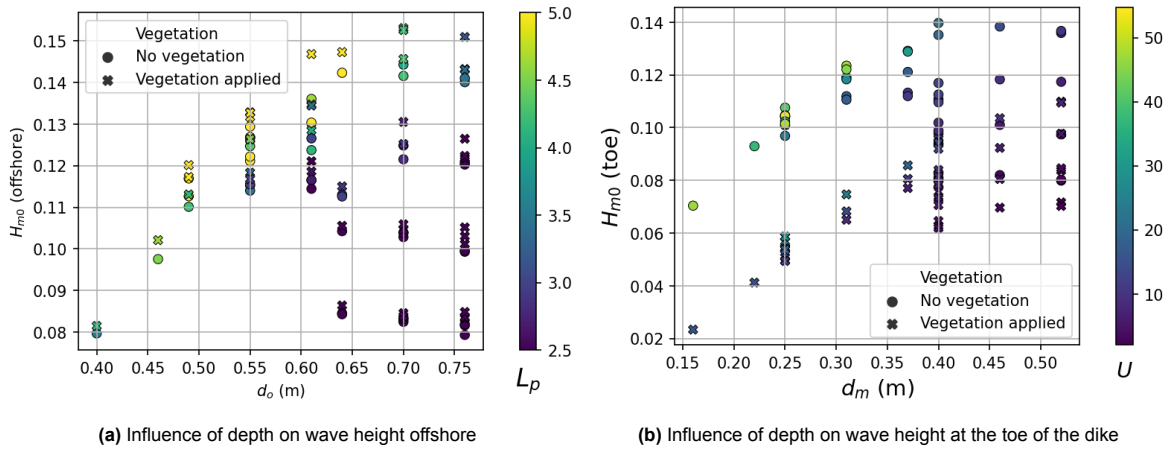 0.15
0.14
0.13
0.12
0.11
0.10
0.09
0.08
H_m0 (offshore)
Vegetation
No vegetation
Vegetation applied
0.40 0.45 0.50 0.55 0.60 0.65 0.70 0.75
d_o (m)
5.0
4.5
4.0
3.5
3.0
2.5
L_p
(a) Influence of depth on wave height offshore
0.14
0.12
0.10
0.08
0.06
0.04
0.02
H_m0 (toe)
Vegetation
No vegetation
Vegetation applied
0.15 0.20 0.25 0.30 0.35 0.40 0.45 0.50
d_m (m)
50
40
30
20
10
U
(b) Influence of depth on wave height at the toe of the dike